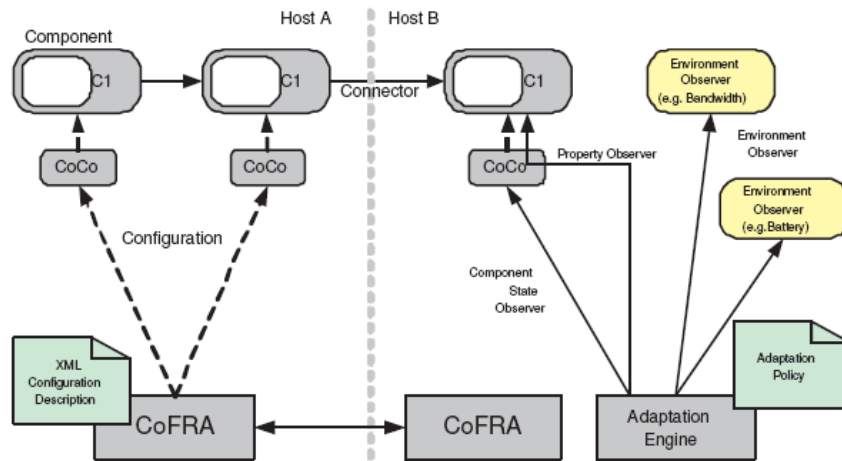 Host A
Host B
Component
C1
C1
C1
Connector
CoCo
CoCo
CoCo
Property Observer
Environment
Observer
(e.g. Bandwidth)
Environment
Observer
Environment
Observer
(e.g.Battery)
Configuration
Component
State
Observer
XML
Configuration
Description
Adaptation
Policy
CoFRA
CoFRA
Adaptation
Engine